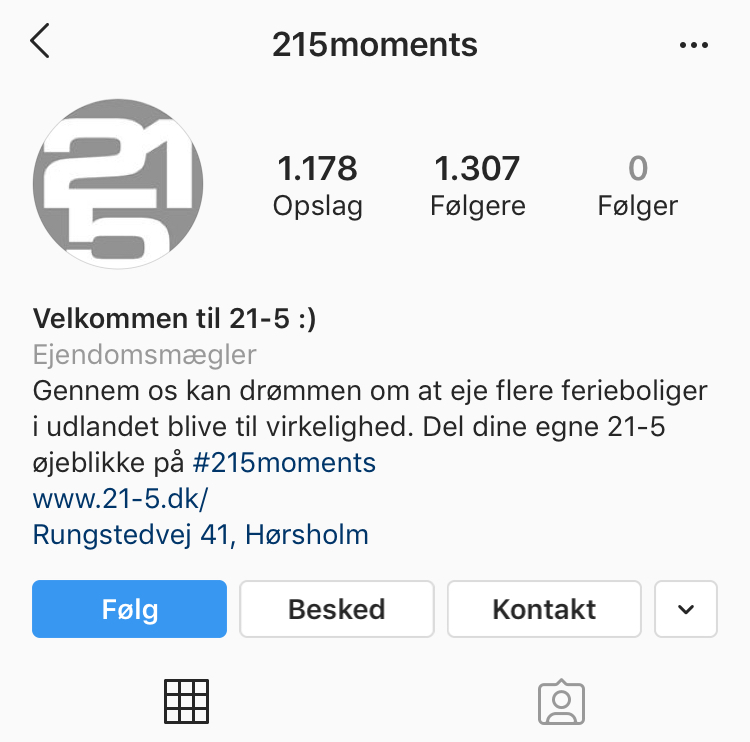 215moments
21
5
1.178 1.307 0
Opslag Følgere Følger
Velkommen til 21-5 :)
Ejendomsmægler
Gennem os kan drømmen om at eje flere ferieboliger
i udlandet blive til virkelighed. Del dine egne 21-5
øjeblikke på #215moments
www.21-5.dk/
Rungstedvej 41, Hørsholm
Følg Besked Kontakt